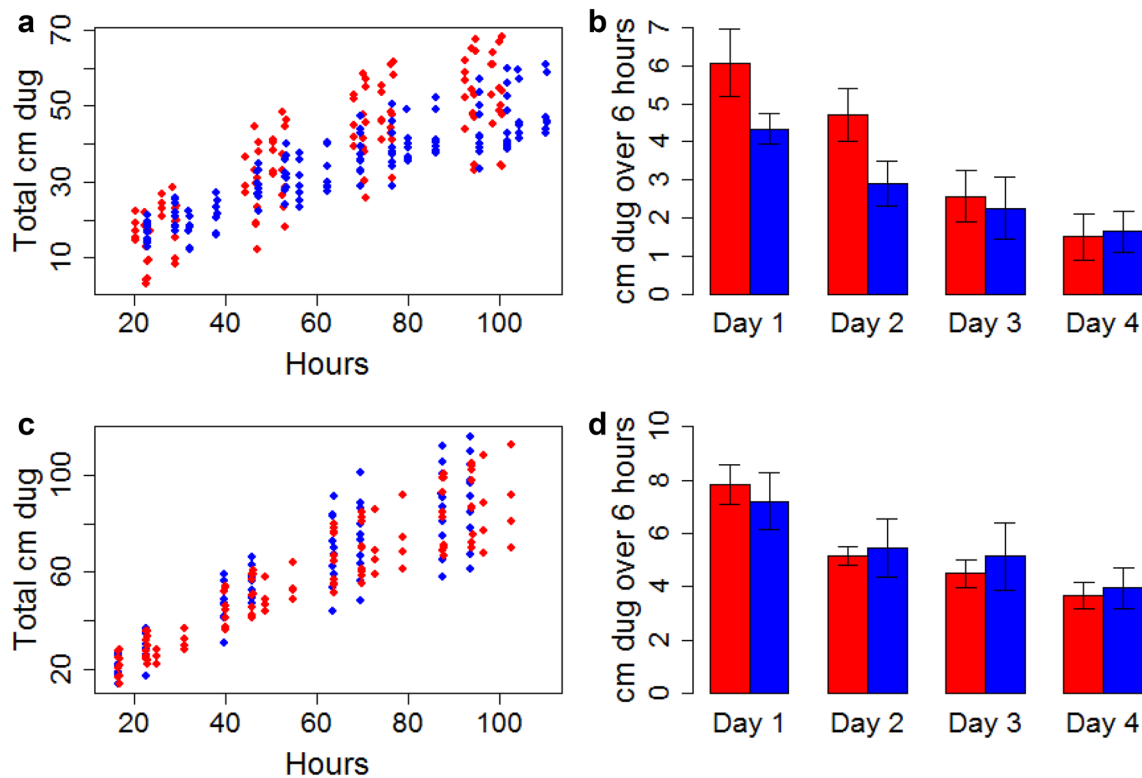 a
Total cm dug
70
50
30
10
20 40 60 80 100
Hours
b
cm dug over 6 hours
7
6
5
4
3
2
1
0
Day 1 Day 2 Day 3 Day 4
c
Total cm dug
100
60
20
20 40 60 80 100
Hours
d
cm dug over 6 hours
10
8
6
4
2
0
Day 1 Day 2 Day 3 Day 4